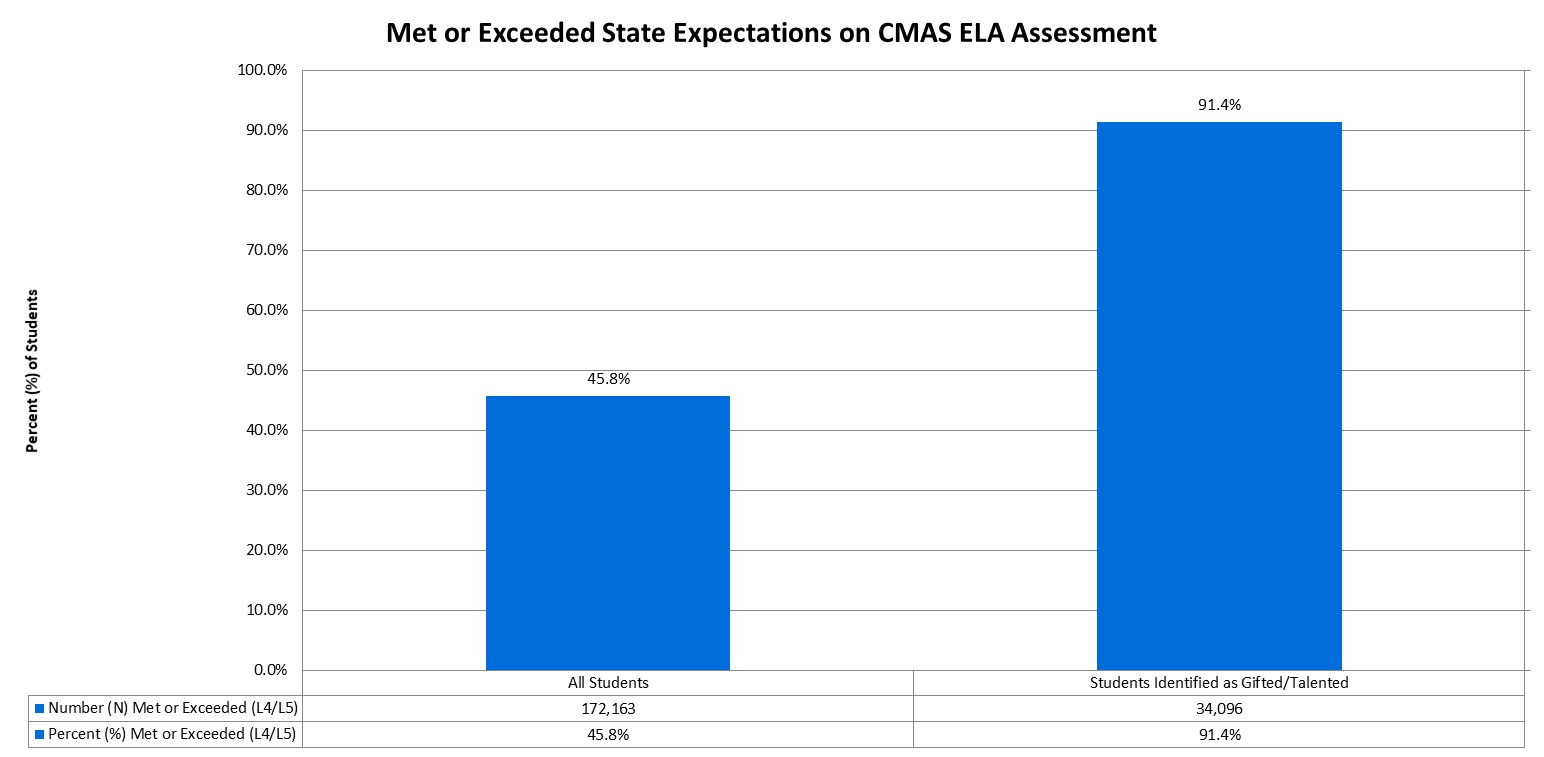 Met or Exceeded State Expectations on CMAS ELA Assessment
Percent (%) of Students
100.0%
90.0%
80.0%
70.0%
60.0%
50.0%
40.0%
30.0%
20.0%
10.0%
0.0%
45.8%
91.4%
All Students Students Identified as Gifted/Talented
Number (N) Met or Exceeded (L4/L5) 172,163 34,096
Percent (%) Met or Exceeded (L4/L5) 45.8% 91.4%